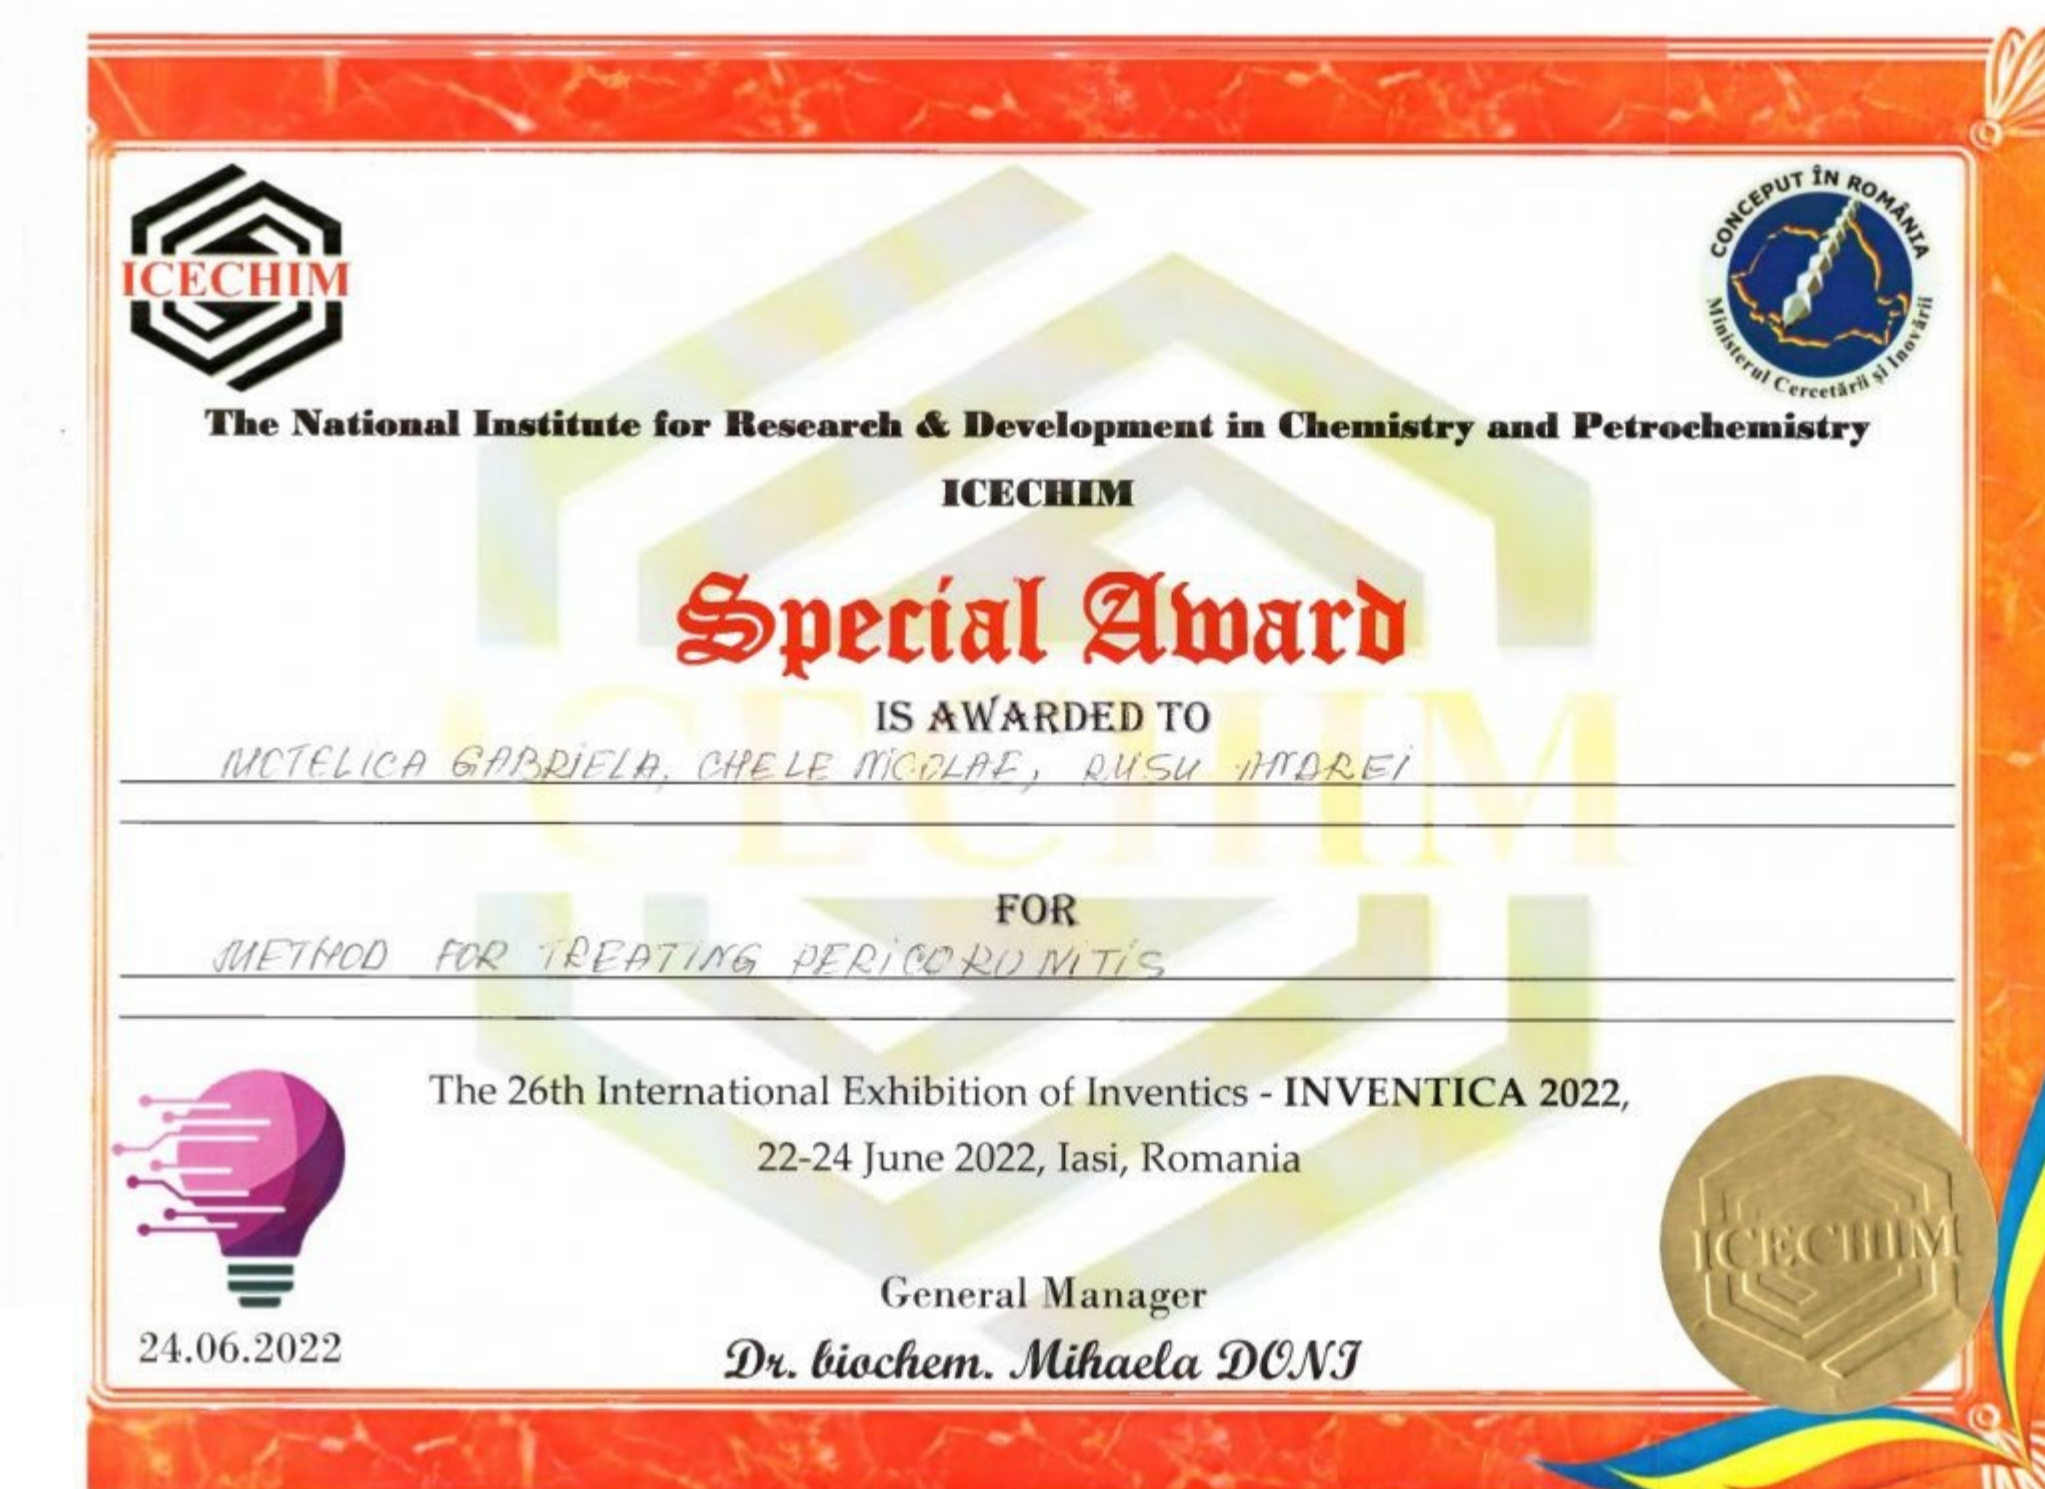 ICECHIM
CONCEPUT ÎN ROMÂNIA
Ministerul Cercetării și Inovării
The National Institute for Research & Development in Chemistry and Petrochemistry
ICECHIM
Special Award
IS AWARDED TO
MOTELICA GABRIELA, CHELE NICOLAE, RUSU ANDREI
FOR
METHOD FOR TREATING PERICORONITIS
ICECHIM
The 26th International Exhibition of Inventics - INVENTICA 2022,
22-24 June 2022, Iasi, Romania
ICECHIM
General Manager
24.06.2022
Dr. biochem. Mihaela DONI